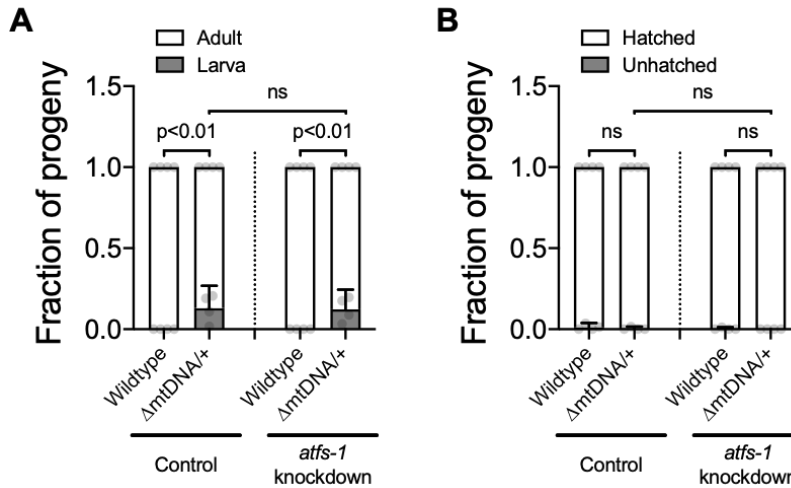 A
Adult
Larva
Fraction of progeny
1.5
1.0
0.5
0.0
ns
p<0.01
p<0.01
Wildtype
ΔmtDNA/+
Wildtype
ΔmtDNA/+
Control
atfs-1
knockdown
B
Hatched
Unhatched
Fraction of progeny
1.5
1.0
0.5
0.0
ns
ns
ns
Wildtype
ΔmtDNA/+
Wildtype
ΔmtDNA/+
Control
atfs-1
knockdown